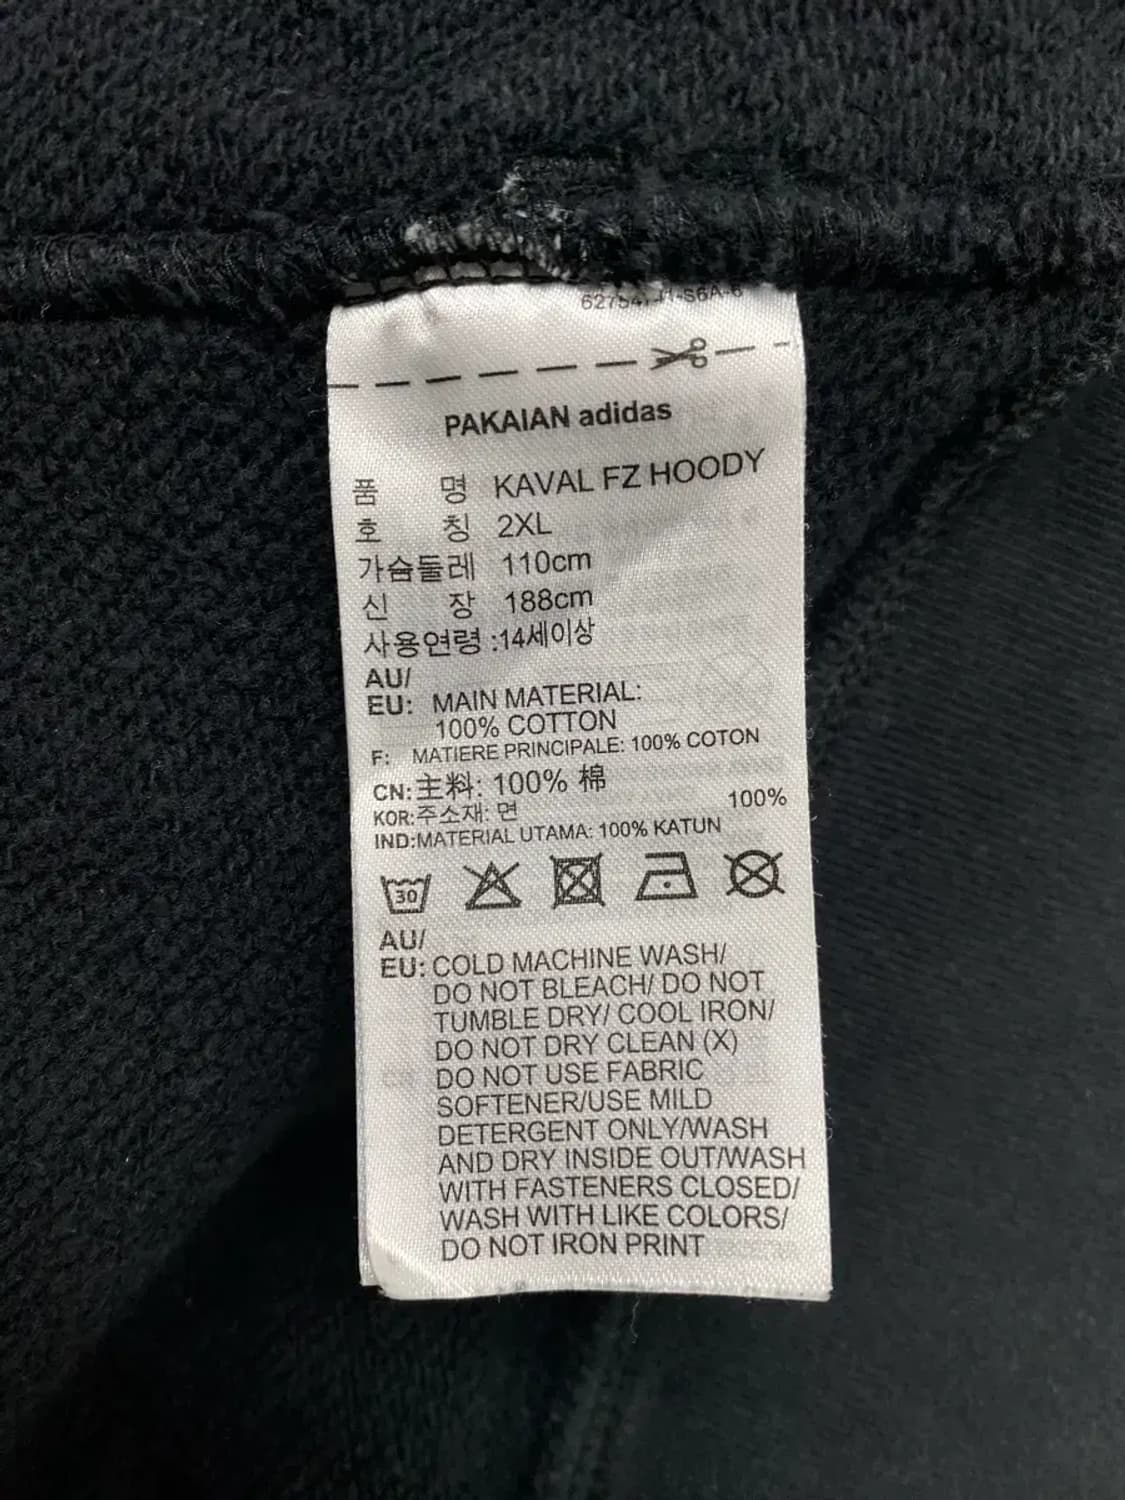 PAKAIAN adidas
품 명 KAVAL FZ HOODY
호 칭 2XL
가슴둘레 110cm
신 장 188cm
사용연령 :14세이상
AU/
EU: MAIN MATERIAL:
100% COTTON
F: MATIERE PRINCIPALE: 100% COTON
CN:主料: 100% 棉
KOR:주소재: 면 100%
IND:MATERIAL UTAMA: 100% KATUN
30
AU/
EU: COLD MACHINE WASH/
DO NOT BLEACH/ DO NOT
TUMBLE DRY/ COOL IRON/
DO NOT DRY CLEAN (X)
DO NOT USE FABRIC
SOFTENER/USE MILD
DETERGENT ONLY/WASH
AND DRY INSIDE OUT/WASH
WITH FASTENERS CLOSED/
WASH WITH LIKE COLORS/
DO NOT IRON PRINT